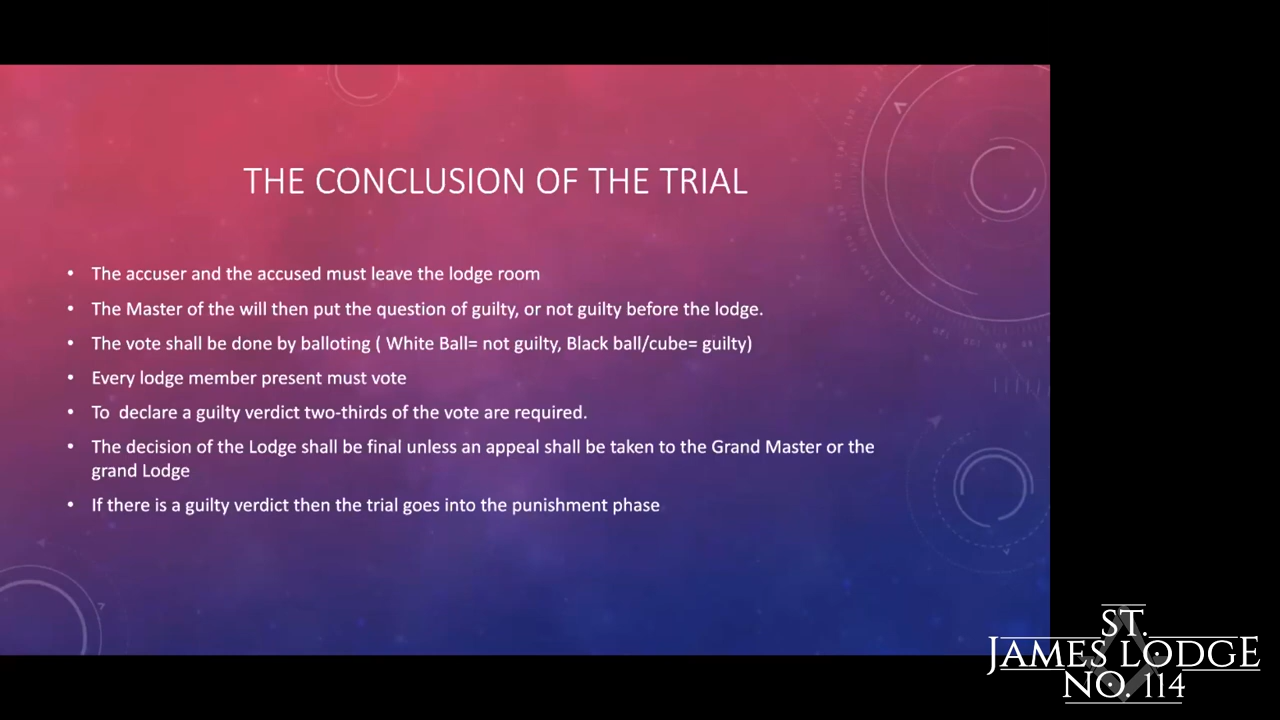 THE CONCLUSION OF THE TRIAL
• The accuser and the accused must leave the lodge room
• The Master of the will then put the question of guilty, or not guilty before the lodge.
• The vote shall be done by balloting ( White Ball= not guilty, Black ball/cube= guilty)
• Every lodge member present must vote
• To  declare a guilty verdict two-thirds of the vote are required.
• The decision of the Lodge shall be final unless an appeal shall be taken to the Grand Master or the
grand Lodge
• If there is a guilty verdict then the trial goes into the punishment phase
ST.
JAMES LODGE
NO. 114